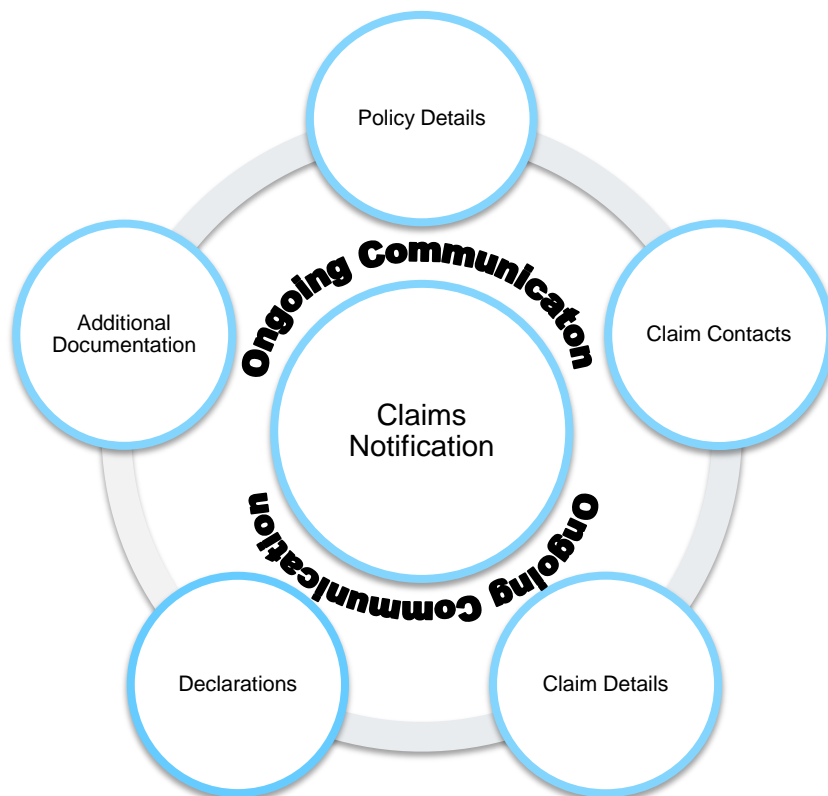 Policy Details
Ongoing Communicaton
Additional
Documentation
Claim Contacts
Claims
Notification
Ongoing Communication
Declarations
Claim Details